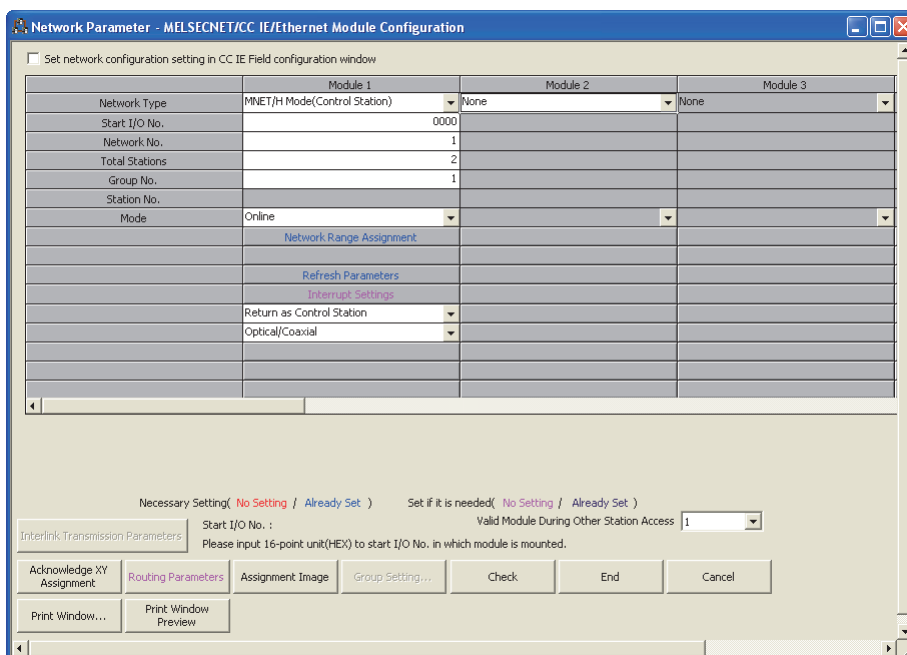 Network Parameter - MELSECNET/CC IE/Ethernet Module Configuration
Set network configuration setting in CC IE Field configuration window
Module 1 Module 2 Module 3
Network Type MNET/H Mode(Control Station) None None
Start I/O No. 0000
Network No. 1
Total Stations 2
Group No. 1
Station No.
Mode Online
Network Range Assignment
Refresh Parameters
Interrupt Settings
Return as Control Station
Optical/Coaxial
Necessary Setting( No Setting / Already Set ) Set if it is needed( No Setting / Already Set )
Interlink Transmission Parameters
Start I/O No. :
Valid Module During Other Station Access 1
Please input 16-point unit(HEX) to start I/O No. in which module is mounted.
Acknowledge XY
Assignment
Routing Parameters
Assignment Image
Group Setting...
Check
End
Cancel
Print Window...
Print Window
Preview